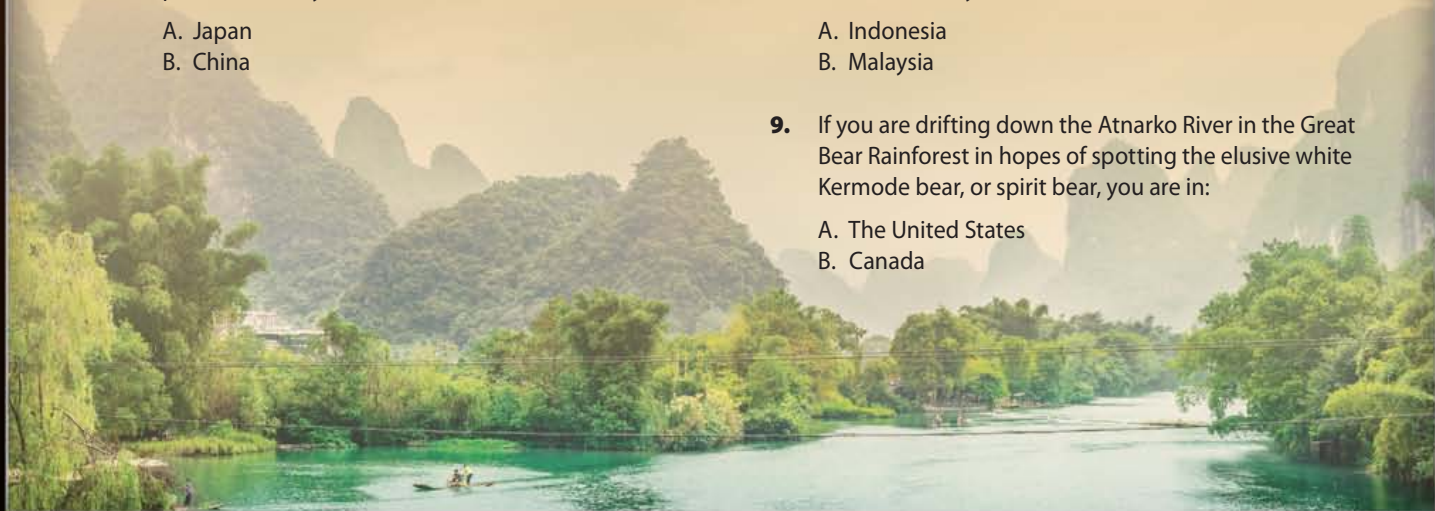 A. Japan
B. China
A. Indonesia
B. Malaysia
9. If you are drifting down the Atnarko River in the Great
Bear Rainforest in hopes of spotting the elusive white
Kermode bear, or spirit bear, you are in:
A. The United States
B. Canada